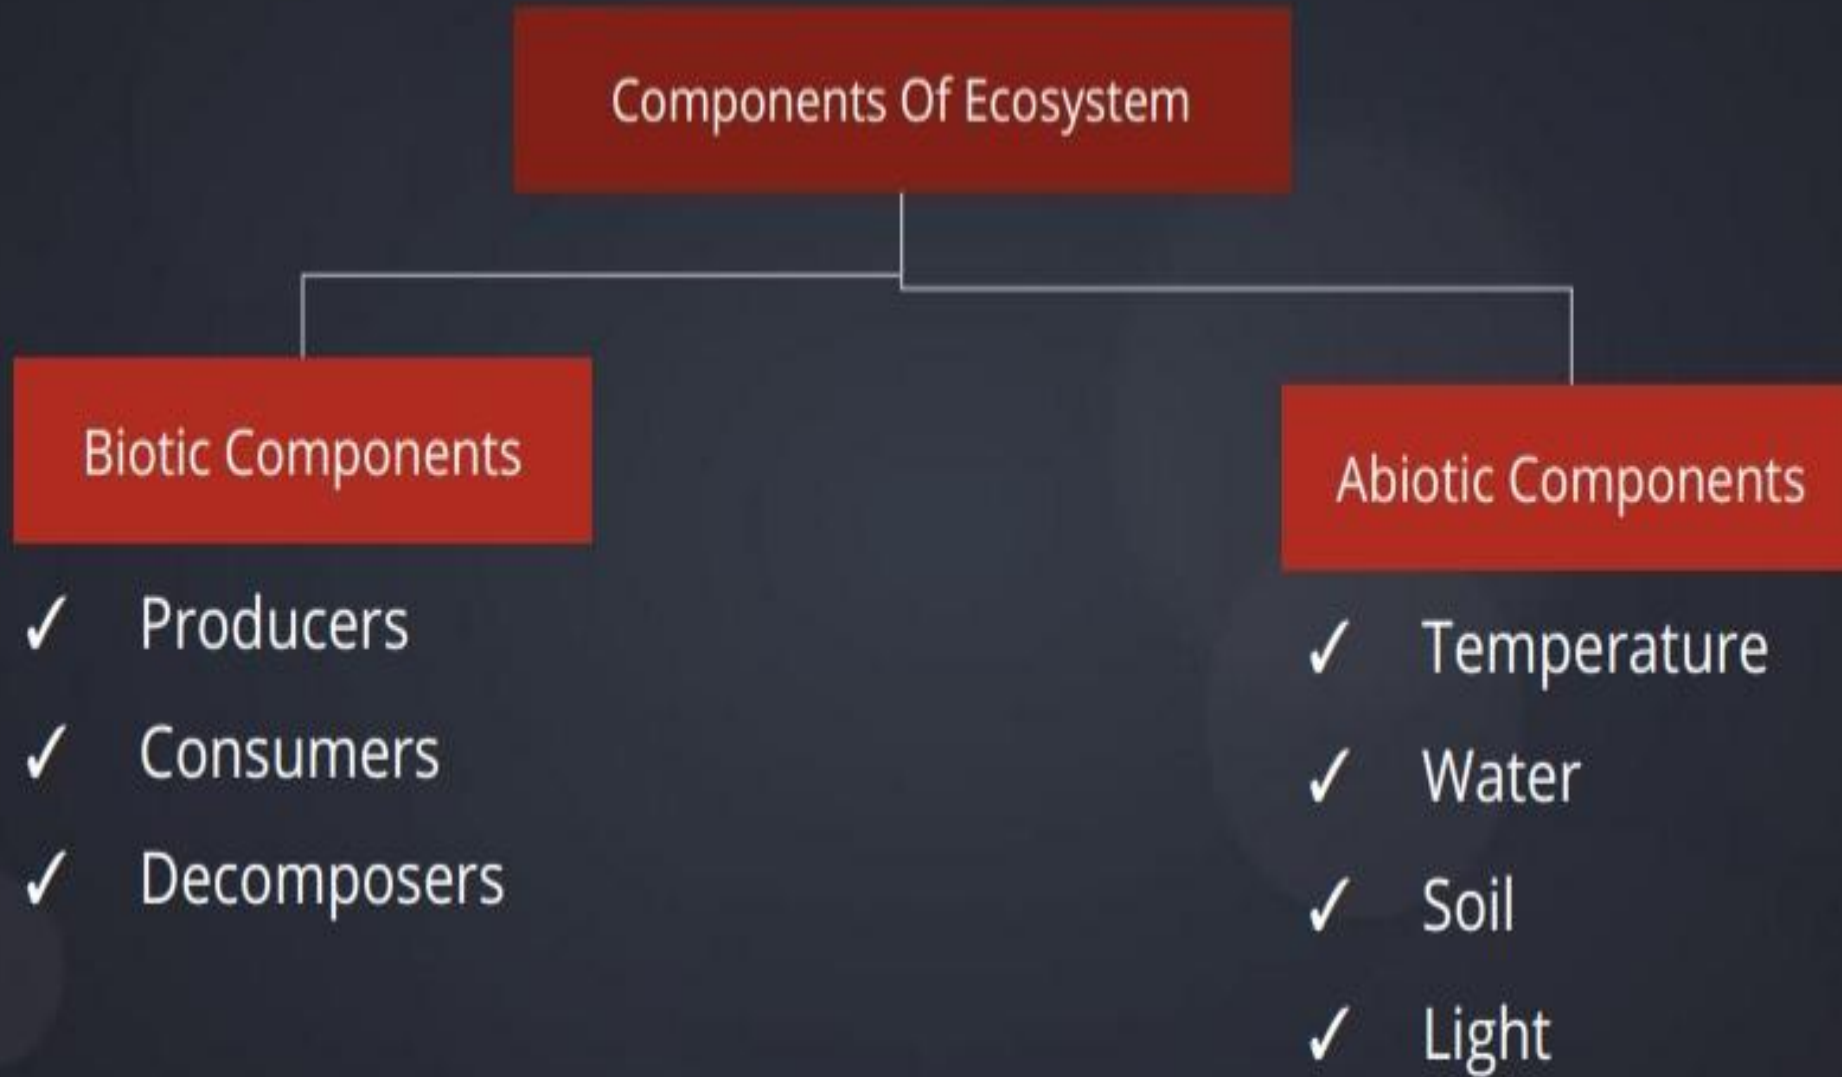 Components Of Ecosystem
Biotic Components
✓ Producers
✓ Consumers
✓ Decomposers
Abiotic Components
✓ Temperature
✓ Water
✓ Soil
✓ Light